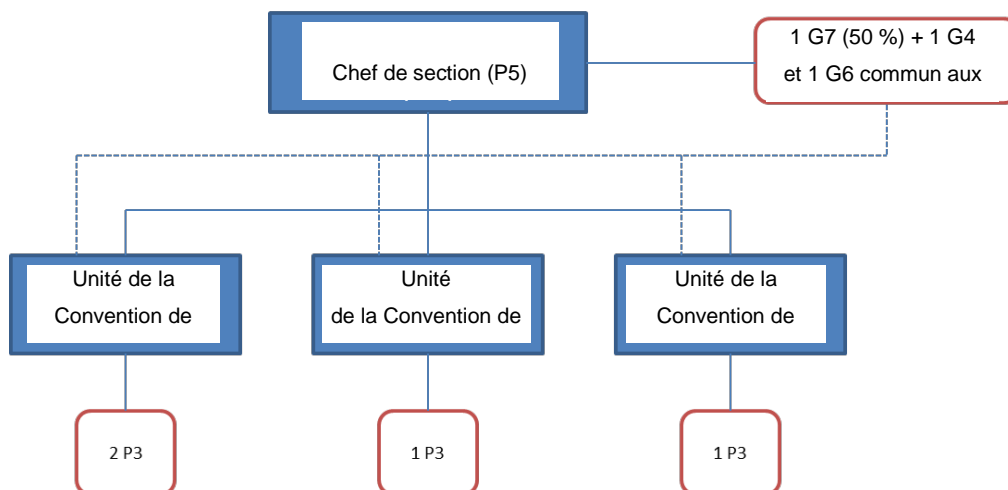 1 G7 (50 %) + 1 G4
et 1 G6 commun aux
Chef de section (P5)
Unité de la
Convention de
Unité
de la Convention de
Unité de la
Convention de
2 P3
1 P3
1 P3